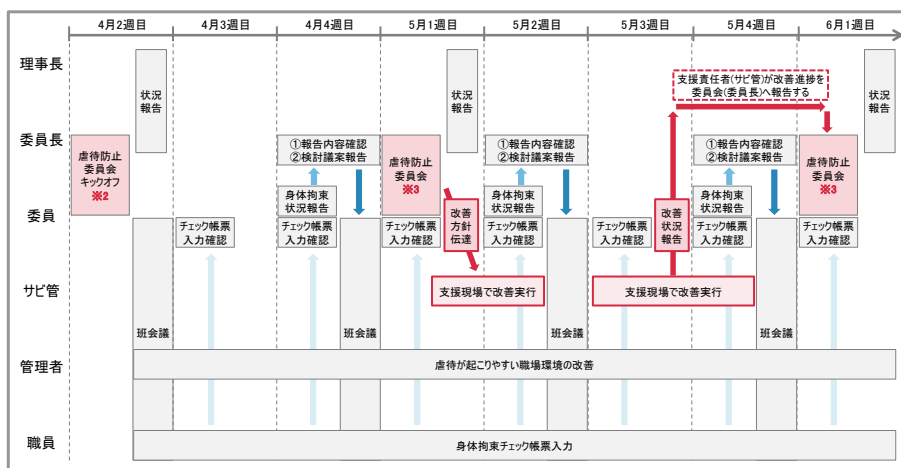 4月2週目
4月3週目
4月4週目
5月1週目
5月2週目
5月3週目
5月4週目
6月1週目
理事長
状況
報告
状況
報告
支援責任者(サビ管)が改善進捗を
委員会(委員長)へ報告する
状況
報告
委員長
虐待防止
委員会
キックオフ
※2
①報告内容確認
②検討議案報告
虐待防止
委員会
※3
①報告内容確認
②検討議案報告
①報告内容確認
②検討議案報告
虐待防止
委員会
※3
身体拘束
状況報告
身体拘束
状況報告
身体拘束
状況報告
委員
チェック帳票
入力確認
チェック帳票
入力確認
チェック帳票
入力確認
改善
方針
伝達
チェック帳票
入力確認
チェック帳票
入力確認
改善
状況
報告
チェック帳票
入力確認
チェック帳票
入力確認
サビ管
支援現場で改善実行
支援現場で改善実行
班会議
班会議
班会議
班会議
管理者
虐待が起こりやすい職場環境の改善
職員
身体拘束チェック帳票入力